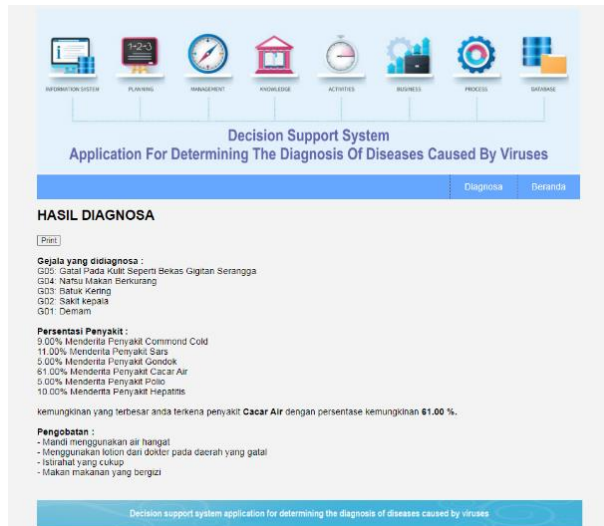 1-2-3
INFORMATION SYSTEM
PLANNING
MANAGEMENT
KNOWLEDGE
ACTIVITIES
BUSINESS
PROCESS
DATABASE
Decision Support System
Application For Determining The Diagnosis Of Diseases Caused By Viruses
Diagnosa
Beranda
HASIL DIAGNOSA
Print
Gejala yang didiagnosa :
G05: Gatal Pada Kulit Seperti Bekas Gigitan Serangga
G04: Nafsu Makan Berkurang
G03: Batuk Kering
G02: Sakit kepala
G01: Demam
Persentasi Penyakit :
9.00% Menderita Penyakit Commond Cold
11.00% Menderita Penyakit Sars
5.00% Menderita Penyakit Gondok
61.00% Menderita Penyakit Cacar Air
5.00% Menderita Penyakit Polio
10.00% Menderita Penyakit Hepatitis
kemungkinan yang terbesar anda terkena penyakit Cacar Air dengan persentase kemungkinan 61.00 %.
Pengobatan :
- Mandi menggunakan air hangat
- Menggunakan lotion dari dokter pada daerah yang gatal
- Istirahat yang cukup
- Makan makanan yang bergizi
Decision support system application for determining the diagnosis of diseases caused by viruses